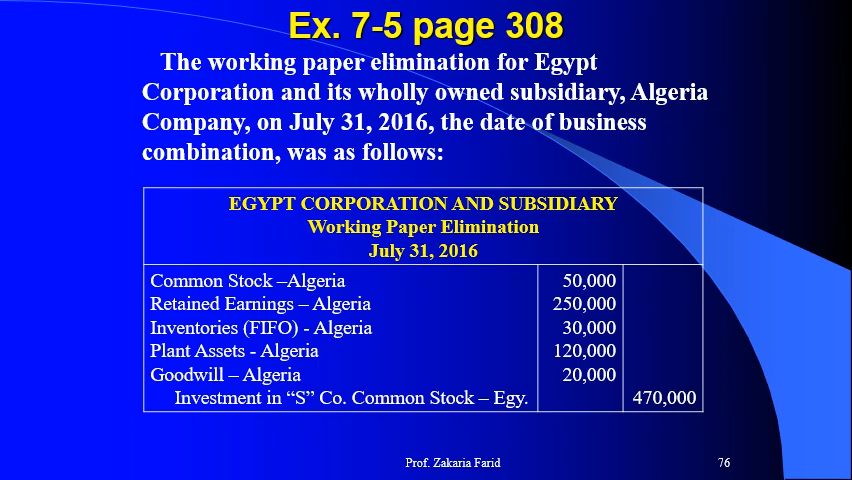 Ex. 7-5 page 308
The working paper elimination for Egypt
Corporation and its wholly owned subsidiary, Algeria
Company, on July 31, 2016, the date of business
combination, was as follows:
EGYPT CORPORATION AND SUBSIDIARY
Working Paper Elimination
July 31, 2016
Common Stock –Algeria 50,000
Retained Earnings – Algeria 250,000
Inventories (FIFO) - Algeria 30,000
Plant Assets - Algeria 120,000
Goodwill – Algeria 20,000
Investment in “S” Co. Common Stock – Egy. 470,000
Prof. Zakaria Farid 76